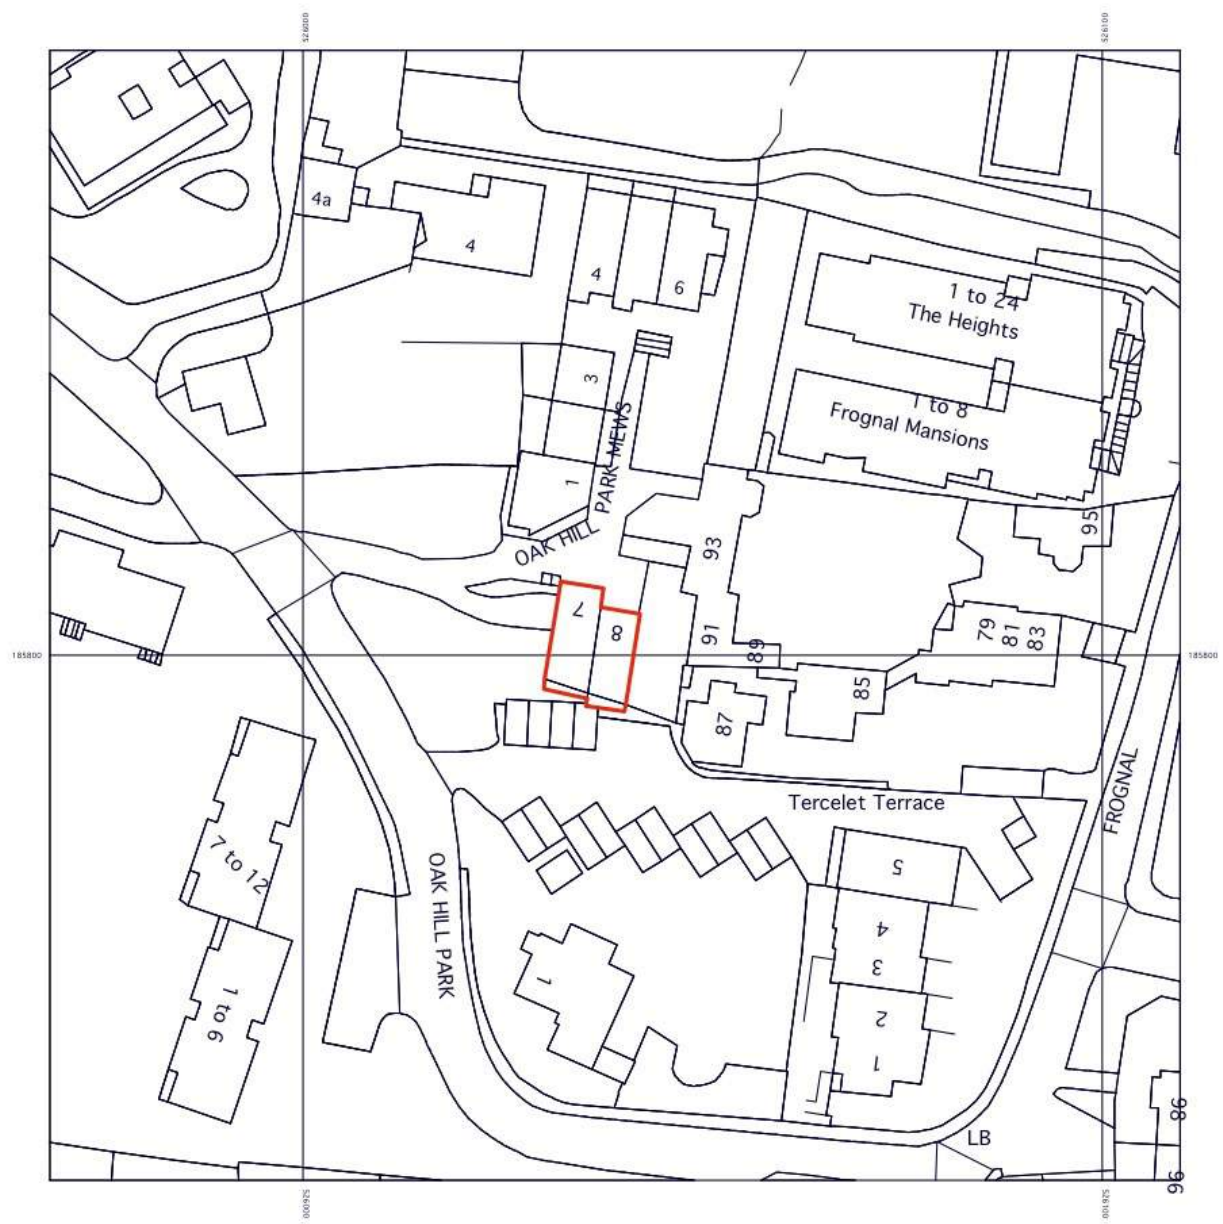 526000
526100
4a
4
4
6
1 to 24
The Heights
3
1 to 8
Frognal Mansions
1
OAK HILL PARK MEWS
93
95
7
8
91
89
79
81
83
185800
185800
85
87
FROGNAL
Tercelet Terrace
7 to 12
OAK HILL PARK
5
4
3
1
2
1
1 to 6
LB
86
96
526000
526100